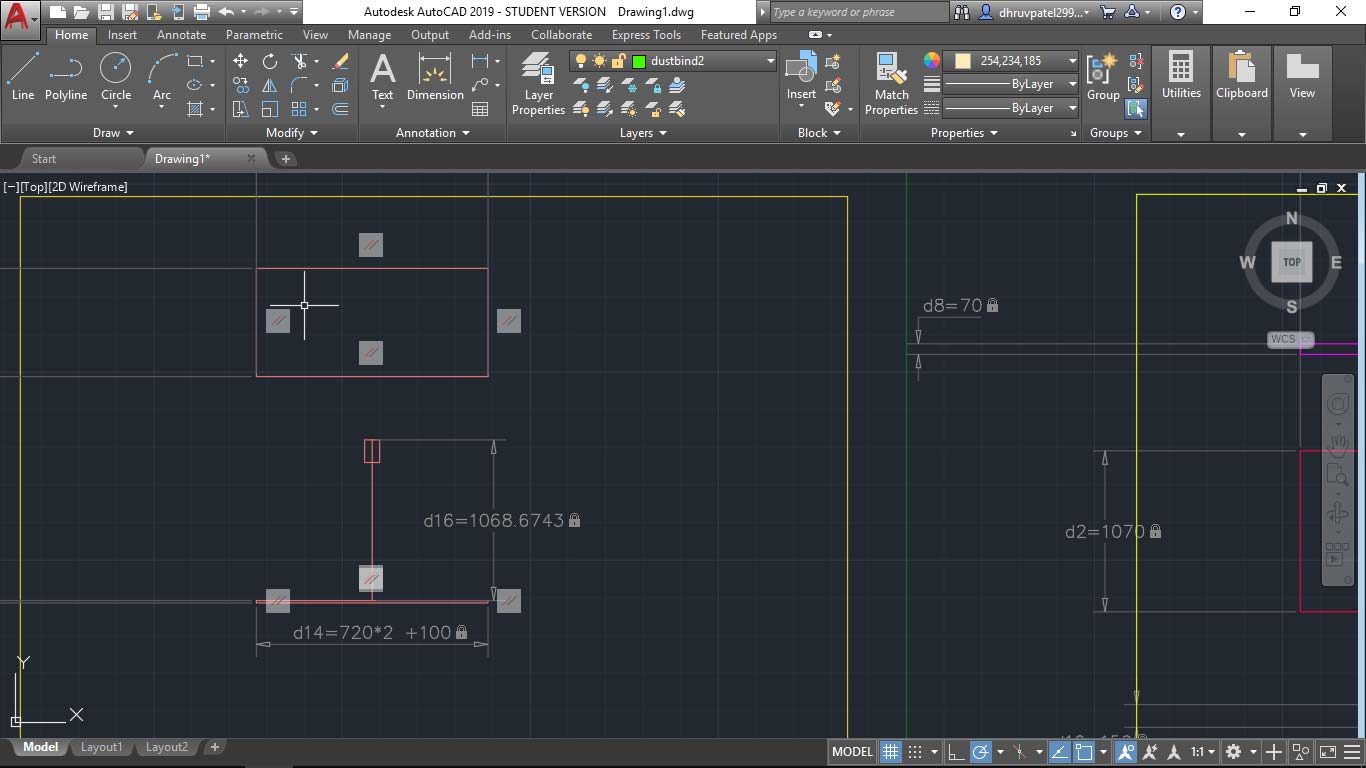 A
Autodesk AutoCAD 2019 - STUDENT VERSION Drawing1.dwg
Type a keyword or phrase
dhruvpatel299...
Home Insert Annotate Parametric View Manage Output Add-ins Collaborate Express Tools Featured Apps
dustbind2
254,234,185
ByLayer
ByLayer
Line Polyline Circle Arc
A
Text Dimension
Layer Properties
Insert
Match Properties
Group
Utilities
Clipboard
View
Draw Modify Annotation Layers Block Properties Groups
Start Drawing1*
[−][Top][2D Wireframe]
N
W TOP E
S
WCS
d8=70
d16=1068.6743
d2=1070
d14=720*2 +100
Y
X
Model Layout1 Layout2
MODEL 1:1